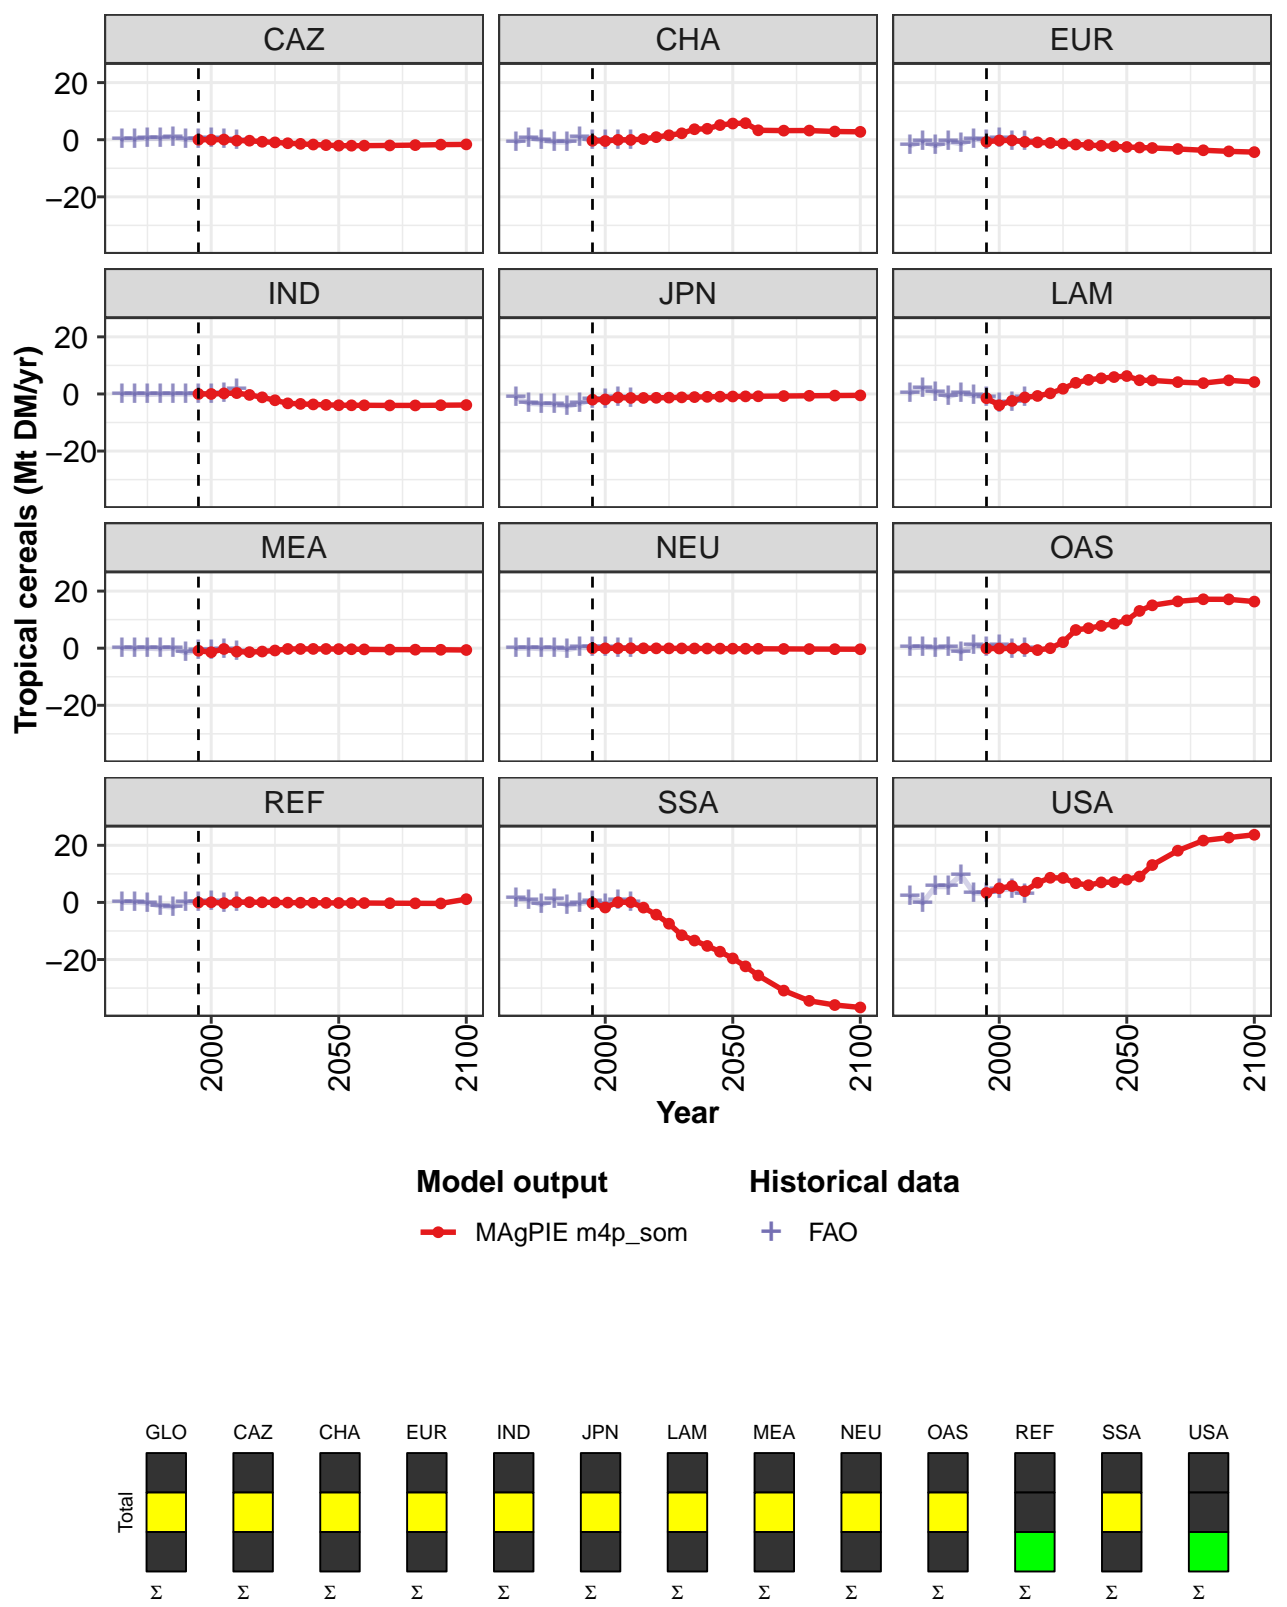 CAZ CHA EUR
20
0
−20
IND JPN LAM
20
0
−20
MEA NEU OAS
20
0
−20
REF SSA USA
20
0
−20
2000 2050 2100 2000 2050 2100 2000 2050 2100
Tropical cereals (Mt DM/yr)
Year
Model output Historical data
MAgPIE m4p_som FAO
GLO CAZ CHA EUR IND JPN LAM MEA NEU OAS REF SSA USA
Total
Σ Σ Σ Σ Σ Σ Σ Σ Σ Σ Σ Σ Σ